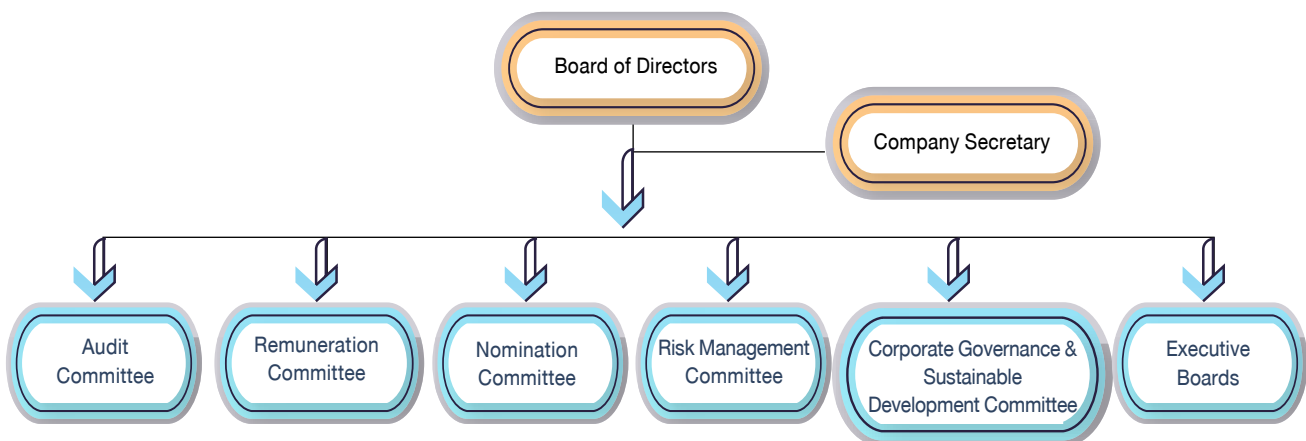 Board of Directors
Company Secretary
Audit
Committee
Remuneration
Committee
Nomination
Committee
Risk Management
Committee
Corporate Governance &
Sustainable
Development Committee
Executive
Boards